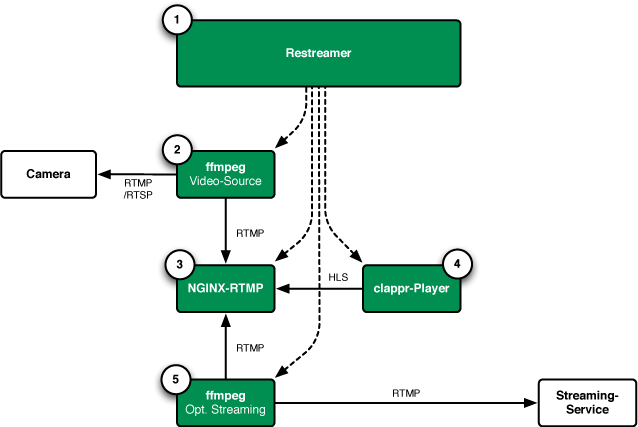 1
Restreamer
2
ffmpeg
Video-Source
Camera
RTMP
/RTSP
RTMP
3
NGINX-RTMP
HLS
4
clappr-Player
RTMP
5
ffmpeg
Opt. Streaming
RTMP
Streaming-
Service